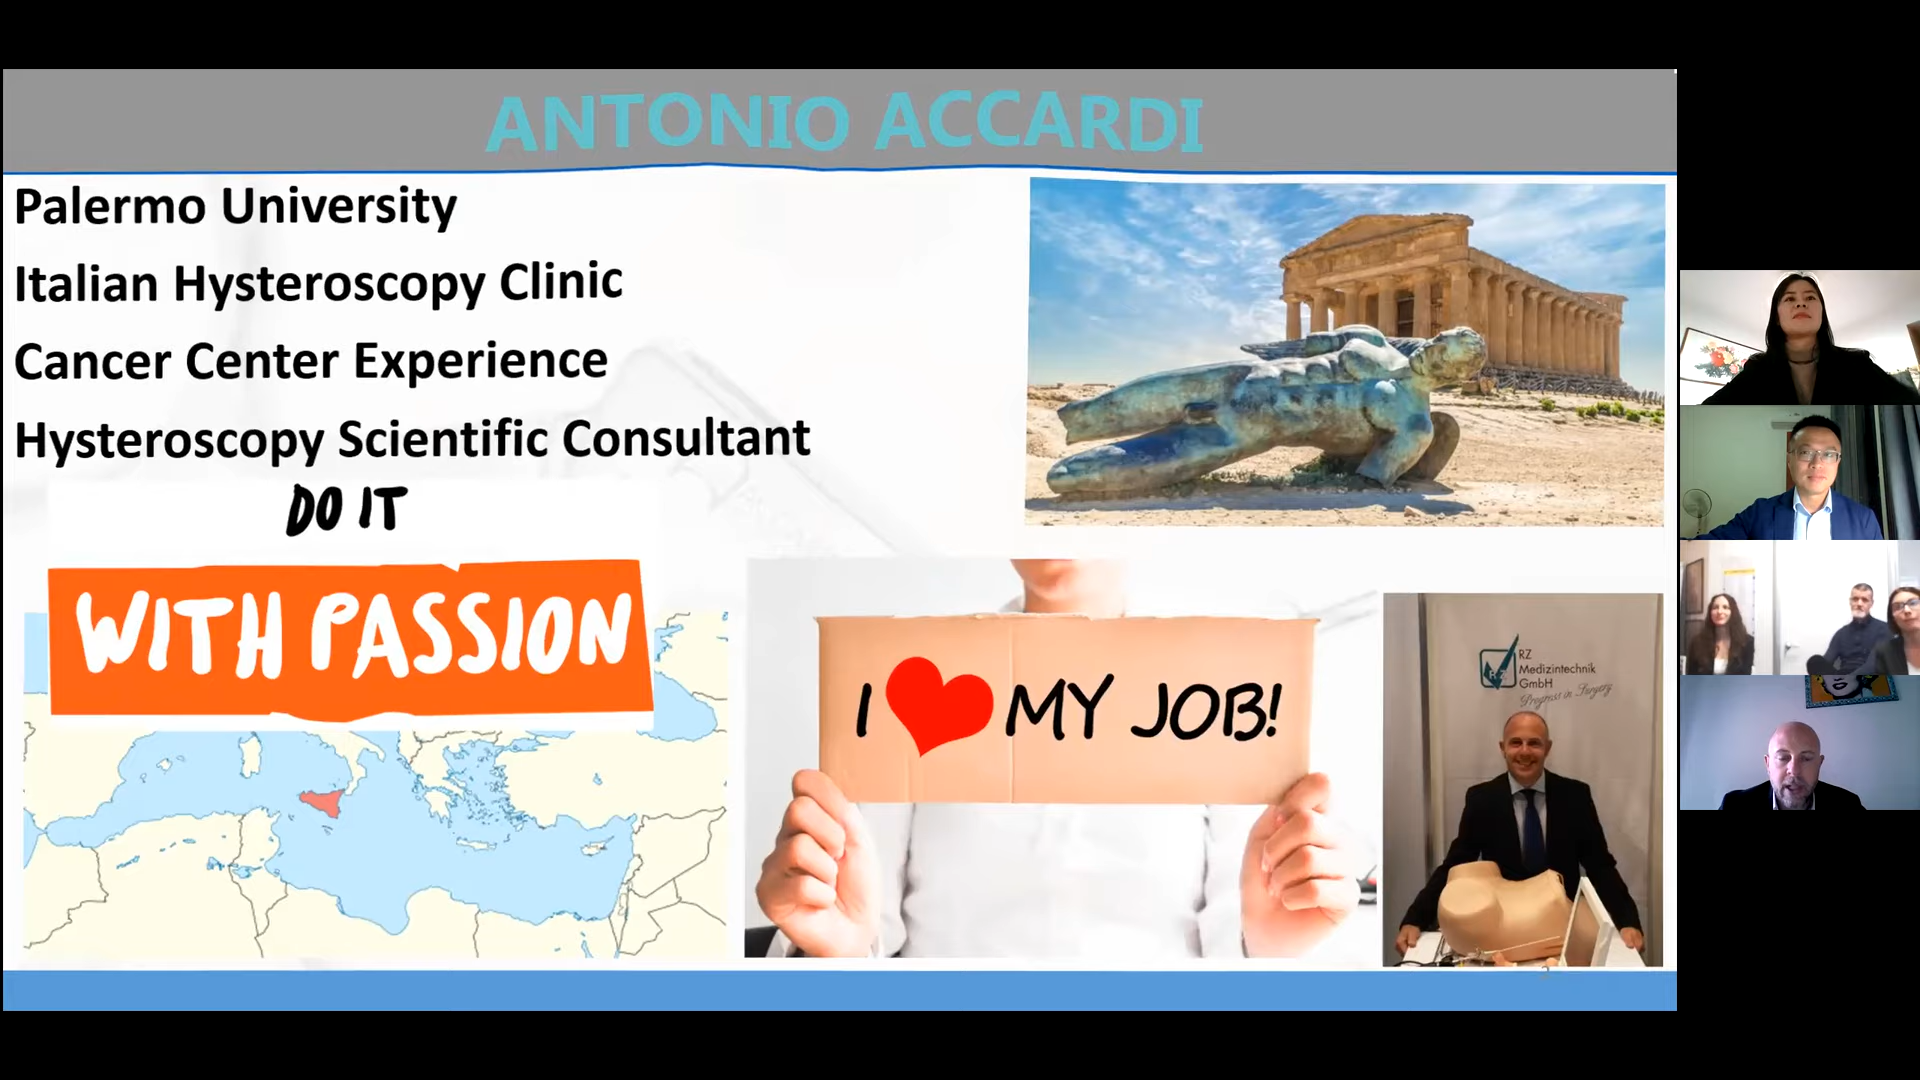 ANTONIO ACCARDI
Palermo University
Italian Hysteroscopy Clinic
Cancer Center Experience
Hysteroscopy Scientific Consultant
DO IT
WITH PASSION
I ❤ MY JOB!
RZ
RZ
Medizintechnik
GmbH
Progress in Surgery